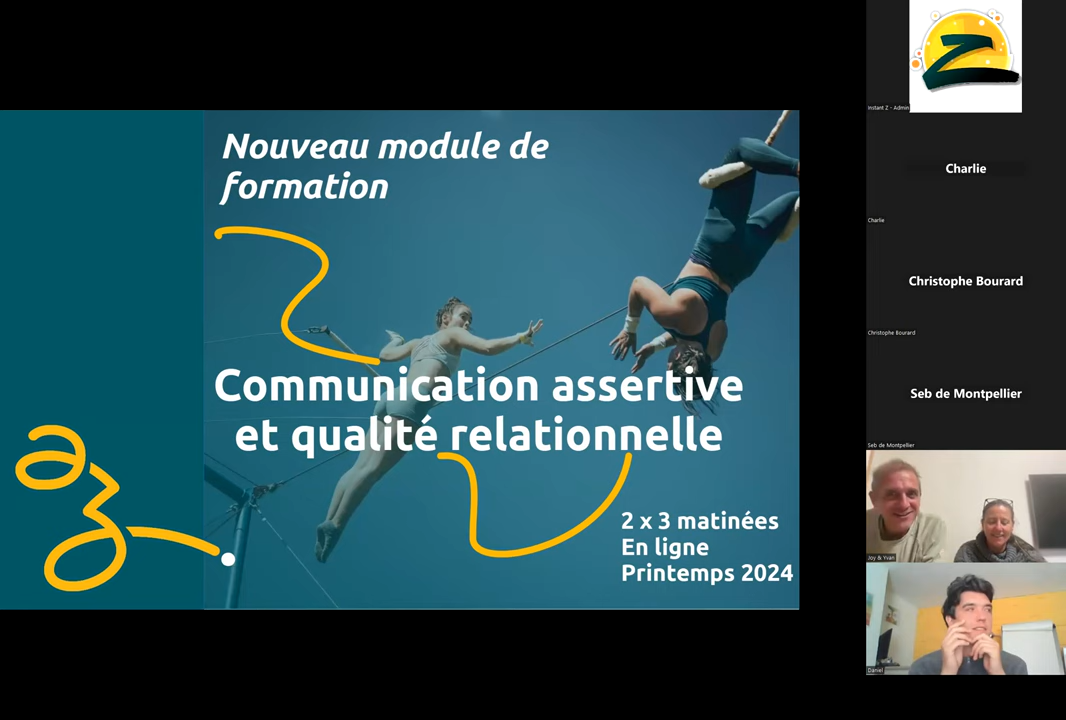 Nouveau module de
formation
Communication assertive
et qualité relationnelle
2 x 3 matinées
En ligne
Printemps 2024
az
Z
Instant Z - Admin
Charlie
Charlie
Christophe Bourard
Christophe Bourard
Seb de Montpellier
Seb de Montpellier
Joy & Yvan
Daniel